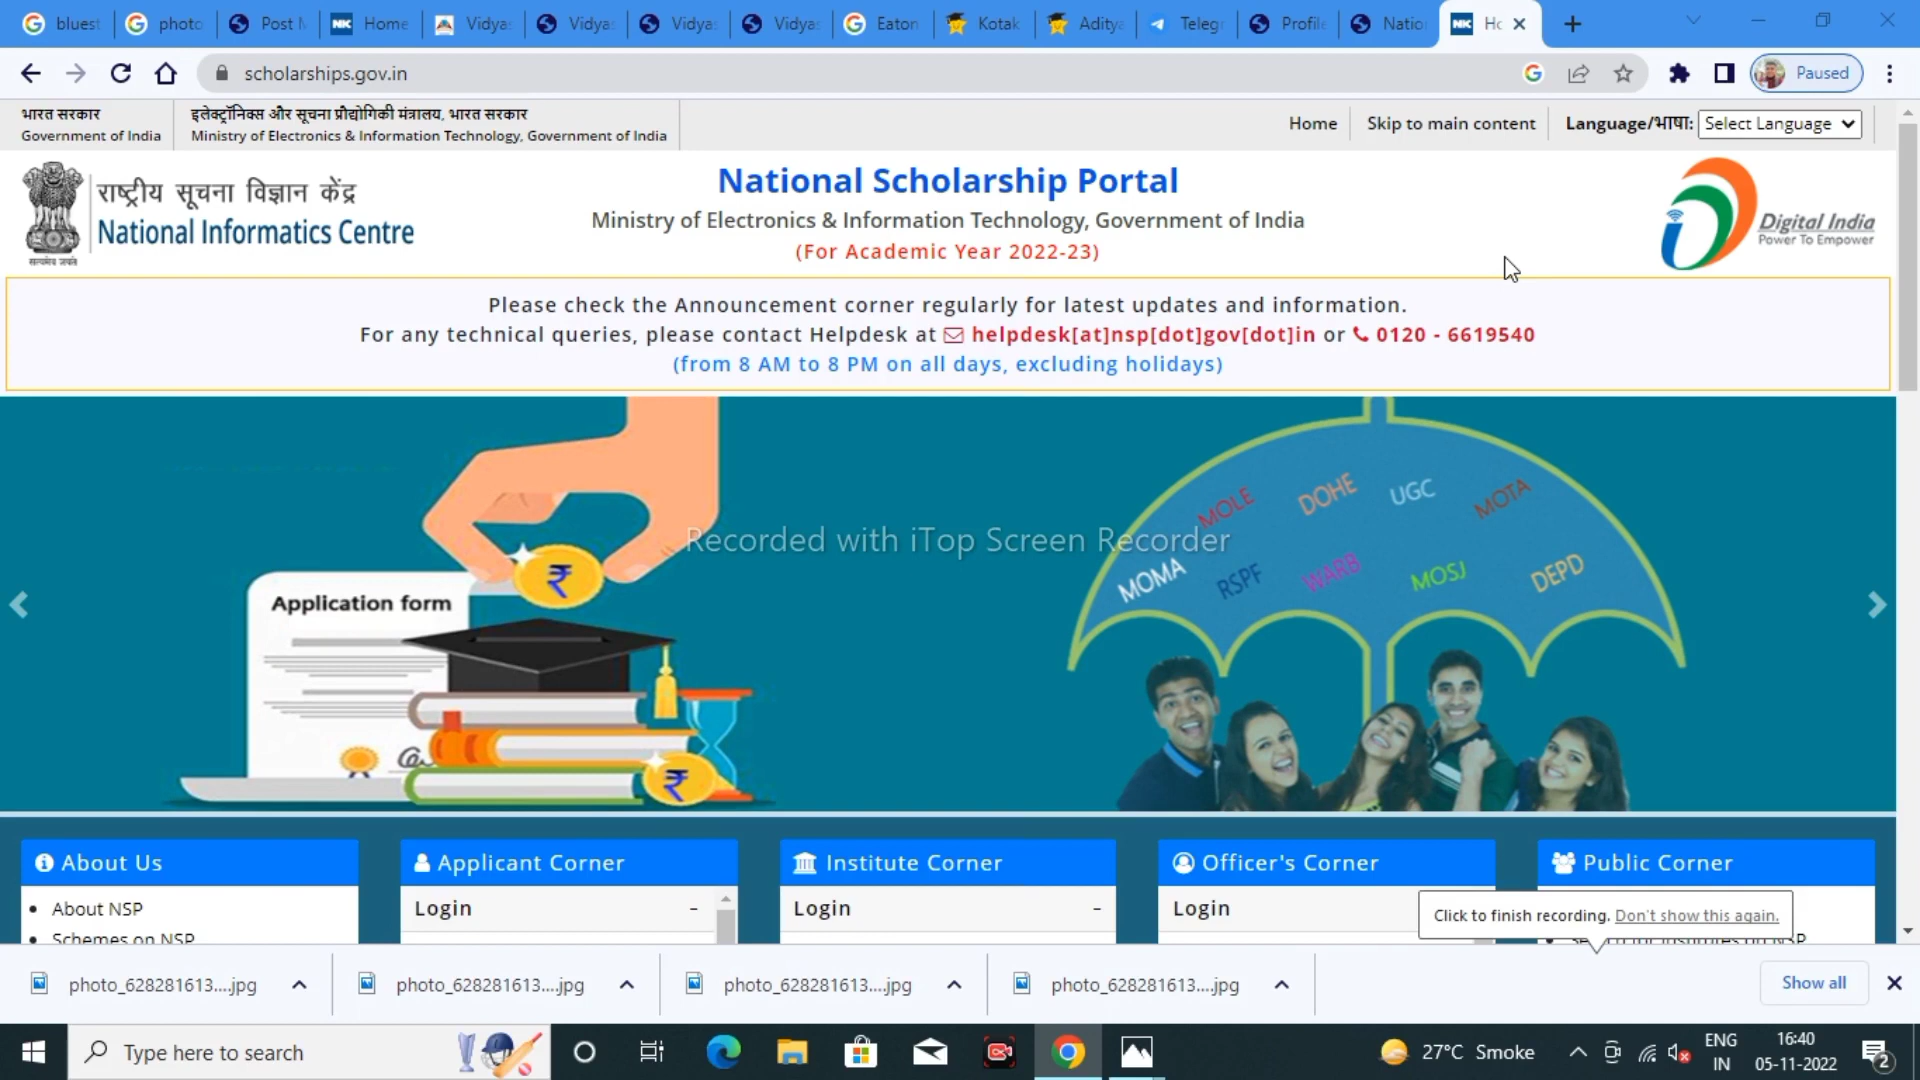 bluest
photo
Post M
NK Home
Vidya
Vidya
Vidya
Vidya
Eaton
Kotak
Aditya
Teleg
Profile
Natio
NK Ho
scholarships.gov.in
Paused
भारत सरकार
Government of India
इलेक्ट्रॉनिक्स और सूचना प्रौद्योगिकी मंत्रालय, भारत सरकार
Ministry of Electronics & Information Technology, Government of India
Home
Skip to main content
Language/भाषा: Select Language
सत्यमेव जयते
राष्ट्रीय सूचना विज्ञान केंद्र
National Informatics Centre
National Scholarship Portal
Ministry of Electronics & Information Technology, Government of India
(For Academic Year 2022-23)
Digital India
Power To Empower
Please check the Announcement corner regularly for latest updates and information.
For any technical queries, please contact Helpdesk at helpdesk[at]nsp[dot]gov[dot]in or 0120 - 6619540
(from 8 AM to 8 PM on all days, excluding holidays)
Application form
MOLE DOHE UGC MOTA
MOMA RSPF WARB MOSJ DEPD
Recorded with iTop Screen Recorder
About Us
About NSP
Schemes on NSP
Applicant Corner
Login -
Institute Corner
Login -
Officer's Corner
Login
Public Corner
Click to finish recording. Don't show this again.
photo_628281613....jpg
photo_628281613....jpg
photo_628281613....jpg
photo_628281613....jpg
Show all
Type here to search
27°C Smoke
ENG
IN
16:40
05-11-2022
2